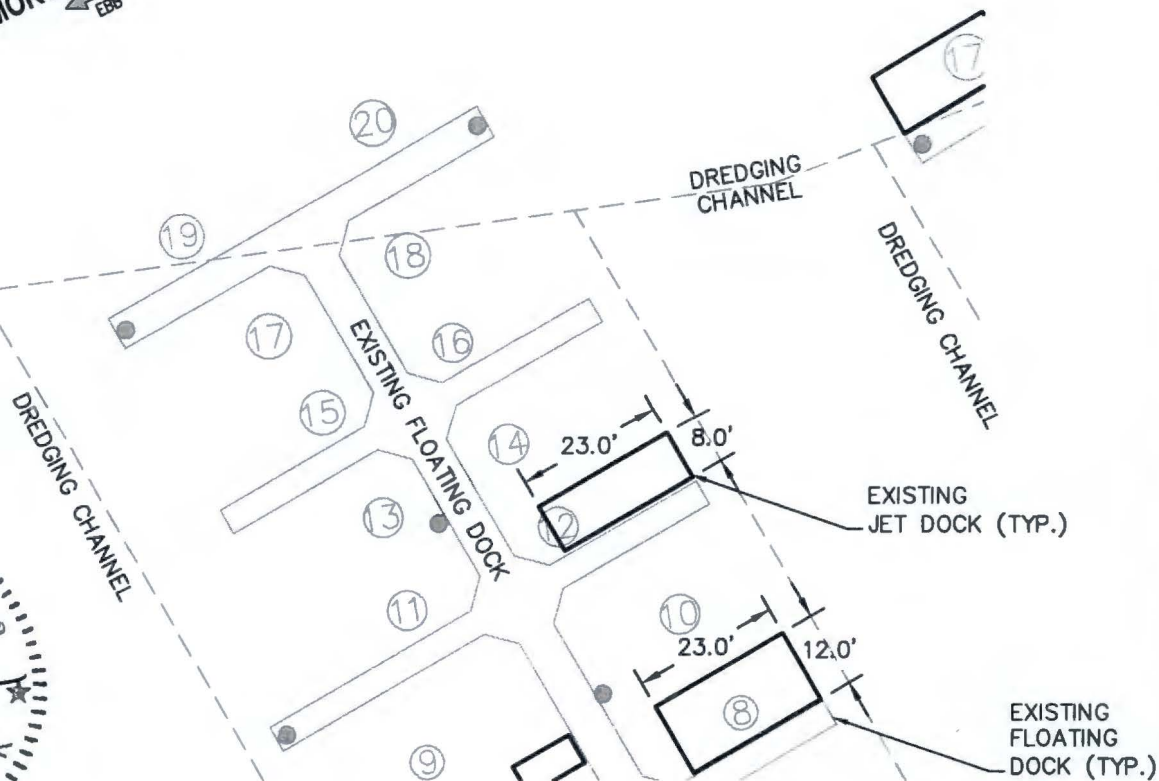 EBB
20
17
DREDGING
CHANNEL
19
18
DREDGING CHANNEL
17
16
EXISTING FLOATING DOCK
15
14
23.0'
8.0'
DREDGING CHANNEL
EXISTING
JET DOCK (TYP.)
13
12
11
10
23.0'
12.0'
8
EXISTING
FLOATING
DOCK (TYP.)
9